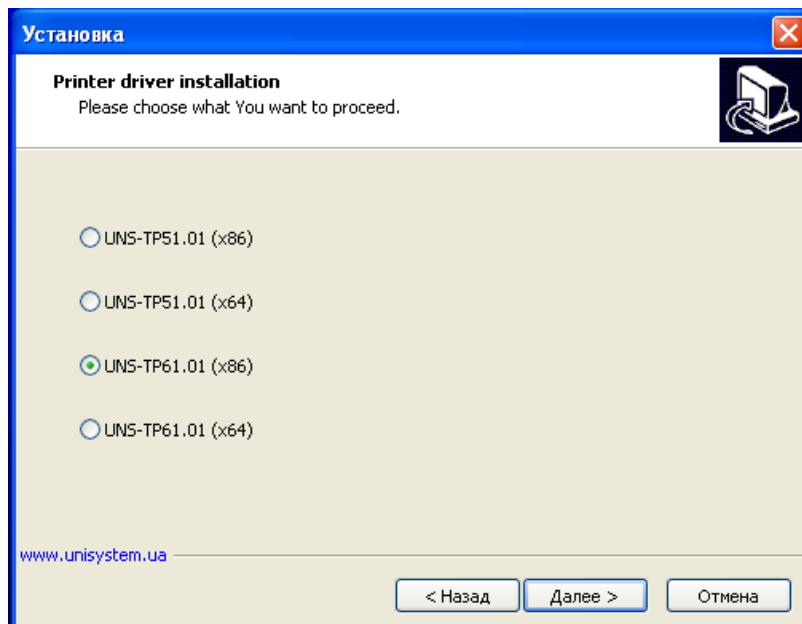 Установка
Printer driver installation
Please choose what You want to proceed.
UNS-TP51.01 (x86)
UNS-TP51.01 (x64)
UNS-TP61.01 (x86)
UNS-TP61.01 (x64)
www.unisystem.ua
< Назад
Далее >
Отмена